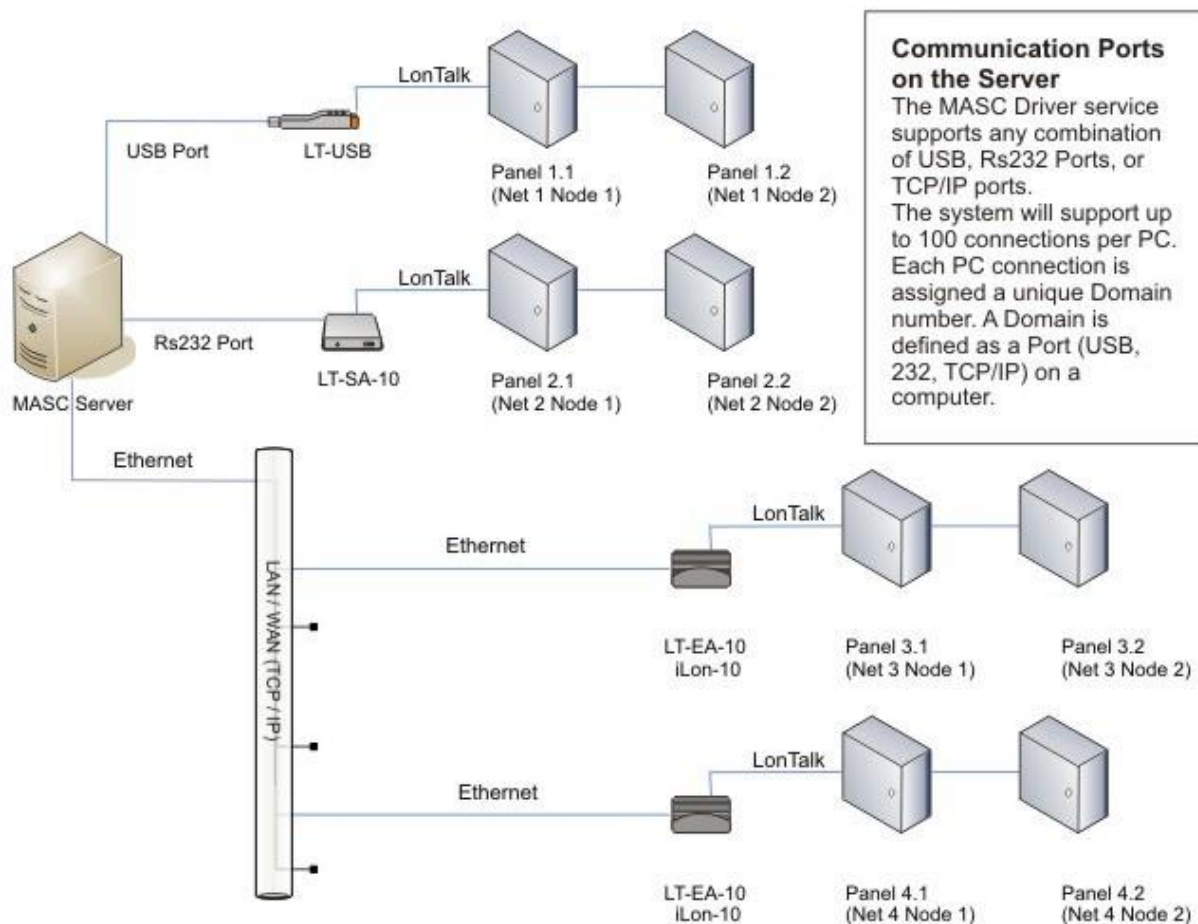 LonTalk
USB Port
LT-USB
Panel 1.1
(Net 1 Node 1)
Panel 1.2
(Net 1 Node 2)
Communication Ports
on the Server
The MASC Driver service
supports any combination
of USB, Rs232 Ports, or
TCP/IP ports.
The system will support up
to 100 connections per PC.
Each PC connection is
assigned a unique Domain
number. A Domain is
defined as a Port (USB,
232, TCP/IP) on a
computer.
MASC Server
Rs232 Port
LT-SA-10
LonTalk
Panel 2.1
(Net 2 Node 1)
Panel 2.2
(Net 2 Node 2)
Ethernet
LAN / WAN (TCP / IP)
Ethernet
LonTalk
LT-EA-10
iLon-10
Panel 3.1
(Net 3 Node 1)
Panel 3.2
(Net 3 Node 2)
Ethernet
LonTalk
LT-EA-10
iLon-10
Panel 4.1
(Net 4 Node 1)
Panel 4.2
(Net 4 Node 2)